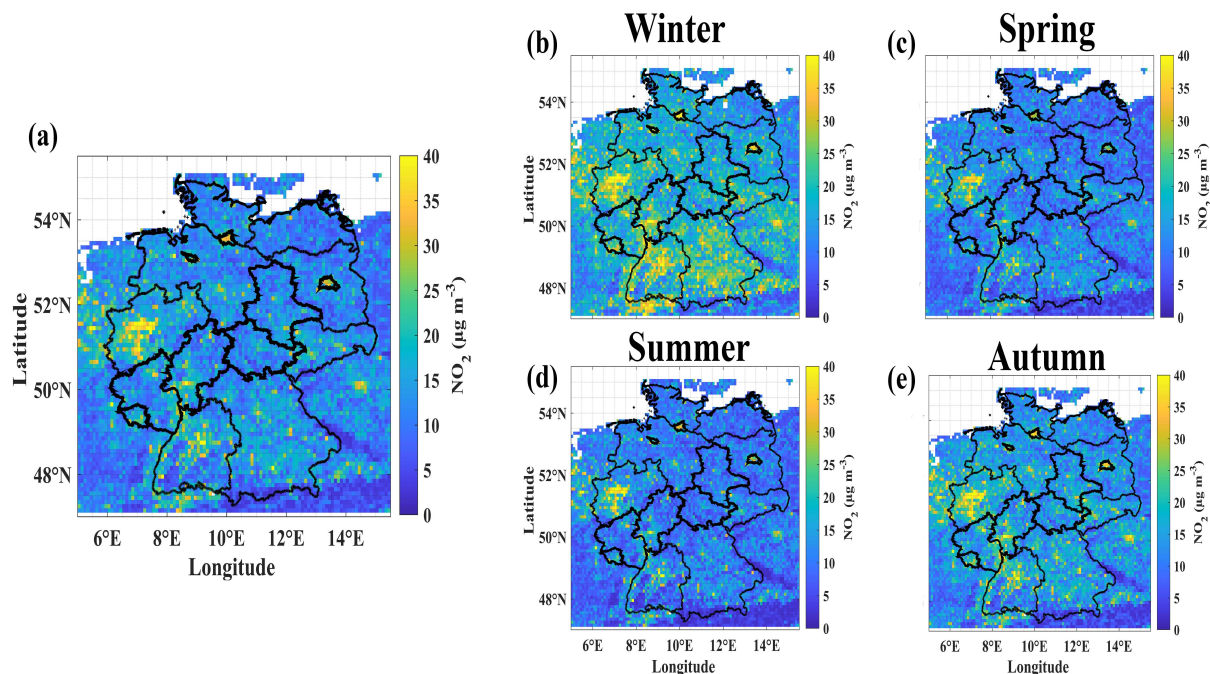 (a)
Latitude
54°N
52°N
50°N
48°N
6°E 8°E 10°E 12°E 14°E
Longitude
40
35
30
25
20
15
10
5
0
NO2 (µg m-3)
(b) Winter
Latitude
54°N
52°N
50°N
48°N
40
35
30
25
20
15
10
5
0
NO2 (µg m-3)
(c) Spring
40
35
30
25
20
15
10
5
0
NO2 (µg m-3)
(d) Summer
Latitude
54°N
52°N
50°N
48°N
6°E 8°E 10°E 12°E 14°E
Longitude
40
35
30
25
20
15
10
5
0
NO2 (µg m-3)
(e) Autumn
6°E 8°E 10°E 12°E 14°E
Longitude
40
35
30
25
20
15
10
5
0
NO2 (µg m-3)